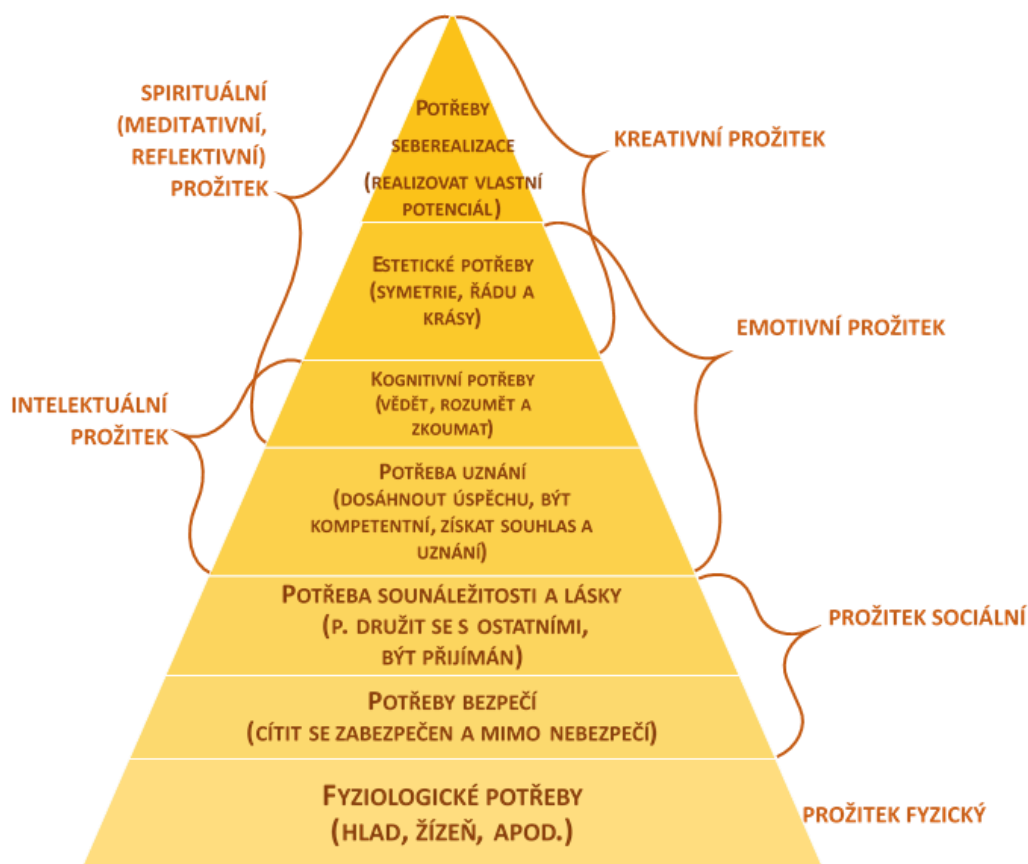 SPIRITUÁLNÍ
(MEDITATIVNÍ,
REFLEKTIVNÍ)
PROŽITEK
POTŘEBY
SEBEREALIZACE
(REALIZOVAT VLASTNÍ
POTENCIÁL)
KREATIVNÍ PROŽITEK
ESTETICKÉ POTŘEBY
(SYMETRIE, ŘÁDU A
KRÁSY)
EMOTIVNÍ PROŽITEK
INTELEKTUÁLNÍ
PROŽITEK
KOGNITIVNÍ POTŘEBY
(VĚDĚT, ROZUMĚT A
ZKOUMAT)
POTŘEBA UZNÁNÍ
(DOSÁHNOUT ÚSPĚCHU, BÝT
KOMPETENTNÍ, ZÍSKAT SOUHLAS A
UZNÁNÍ)
POTŘEBA SOUNÁLEŽITOSTI A LÁSKY
(P. DRUŽIT SE S OSTATNÍMI,
BÝT PŘIJÍMÁN)
PROŽITEK SOCIÁLNÍ
POTŘEBY BEZPEČÍ
(CÍTIT SE ZABEZPEČEN A MIMO NEBEZPEČÍ)
FYZIOLOGICKÉ POTŘEBY
(HLAD, ŽÍZEŇ, APOD.)
PROŽITEK FYZICKÝ